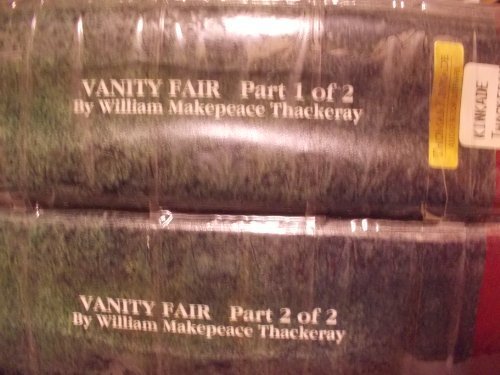 VANITY FAIR Part 1 of 2
By William Makepeace Thackeray
KINKADE
VANITY FAIR Part 2 of 2
By William Makepeace Thackeray